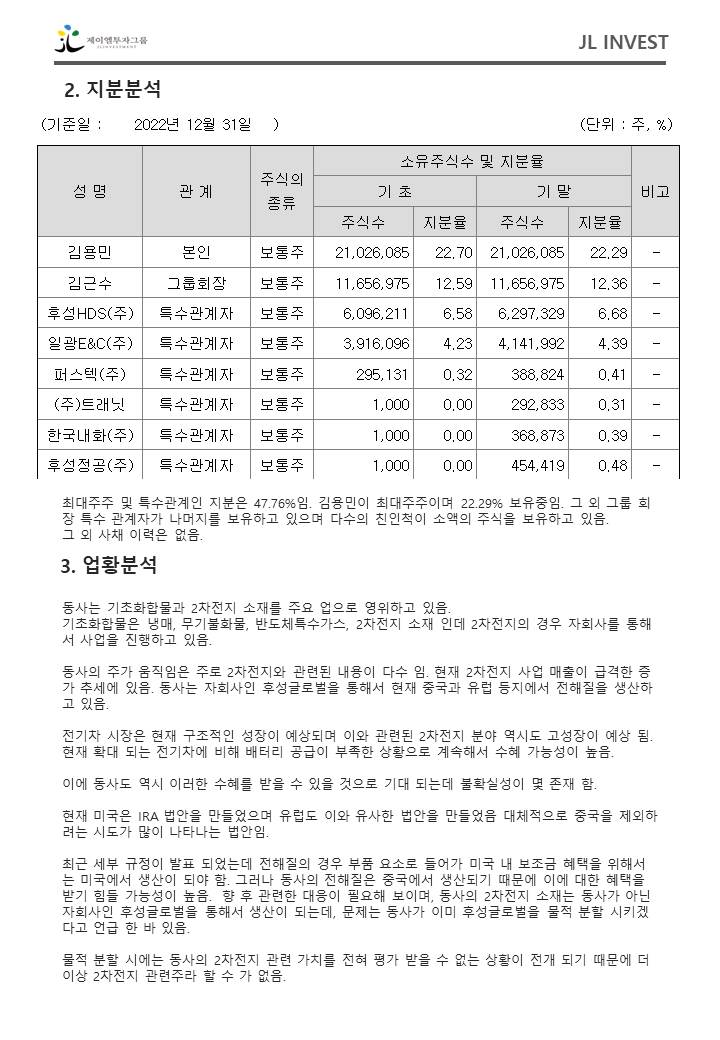 제이엘투자그룹
JLINVESTMENT
JL INVEST
2. 지분분석
(기준일 : 2022년 12월 31일 )
(단위 : 주, %)
성 명 관 계 주식의 종류 소유주식수 및 지분율 비고
기 초 기 말
주식수 지분율 주식수 지분율
김용민 본인 보통주 21,026,085 22.70 21,026,085 22.29 -
김근수 그룹회장 보통주 11,656,975 12.59 11,656,975 12.36 -
후성HDS(주) 특수관계자 보통주 6,096,211 6.58 6,297,329 6.68 -
일광E&C(주) 특수관계자 보통주 3,916,096 4.23 4,141,992 4.39 -
퍼스텍(주) 특수관계자 보통주 295,131 0.32 388,824 0.41 -
(주)트래닛 특수관계자 보통주 1,000 0.00 292,833 0.31 -
한국내화(주) 특수관계자 보통주 1,000 0.00 368,873 0.39 -
후성정공(주) 특수관계자 보통주 1,000 0.00 454,419 0.48 -
최대주주 및 특수관계인 지분은 47.76%임. 김용민이 최대주주이며 22.29% 보유중임. 그 외 그룹 회
장 특수 관계자가 나머지를 보유하고 있으며 다수의 친인척이 소액의 주식을 보유하고 있음.
그 외 사채 이력은 없음.
3. 업황분석
동사는 기초화합물과 2차전지 소재를 주요 업으로 영위하고 있음.
기초화합물은 냉매, 무기불화물, 반도체특수가스, 2차전지 소재 인데 2차전지의 경우 자회사를 통해
서 사업을 진행하고 있음.
동사의 주가 움직임은 주로 2차전지와 관련된 내용이 다수 임. 현재 2차전지 사업 매출이 급격한 증
가 추세에 있음. 동사는 자회사인 후성글로벌을 통해서 현재 중국과 유럽 등지에서 전해질을 생산하
고 있음.
전기차 시장은 현재 구조적인 성장이 예상되며 이와 관련된 2차전지 분야 역시도 고성장이 예상 됨.
현재 확대 되는 전기차에 비해 배터리 공급이 부족한 상황으로 계속해서 수혜 가능성이 높음.
이에 동사도 역시 이러한 수혜를 받을 수 있을 것으로 기대 되는데 불확실성이 몇 존재 함.
현재 미국은 IRA 법안을 만들었으며 유럽도 이와 유사한 법안을 만들었음 대체적으로 중국을 제외하
려는 시도가 많이 나타나는 법안임.
최근 세부 규정이 발표 되었는데 전해질의 경우 부품 요소로 들어가 미국 내 보조금 혜택을 위해서
는 미국에서 생산이 되야 함. 그러나 동사의 전해질은 중국에서 생산되기 때문에 이에 대한 혜택을
받기 힘들 가능성이 높음. 향 후 관련한 대응이 필요해 보이며, 동사의 2차전지 소재는 동사가 아닌
자회사인 후성글로벌을 통해서 생산이 되는데, 문제는 동사가 이미 후성글로벌을 물적 분할 시키겠
다고 언급 한 바 있음.
물적 분할 시에는 동사의 2차전지 관련 가치를 전혀 평가 받을 수 없는 상황이 전개 되기 때문에 더
이상 2차전지 관련주라 할 수 가 없음.